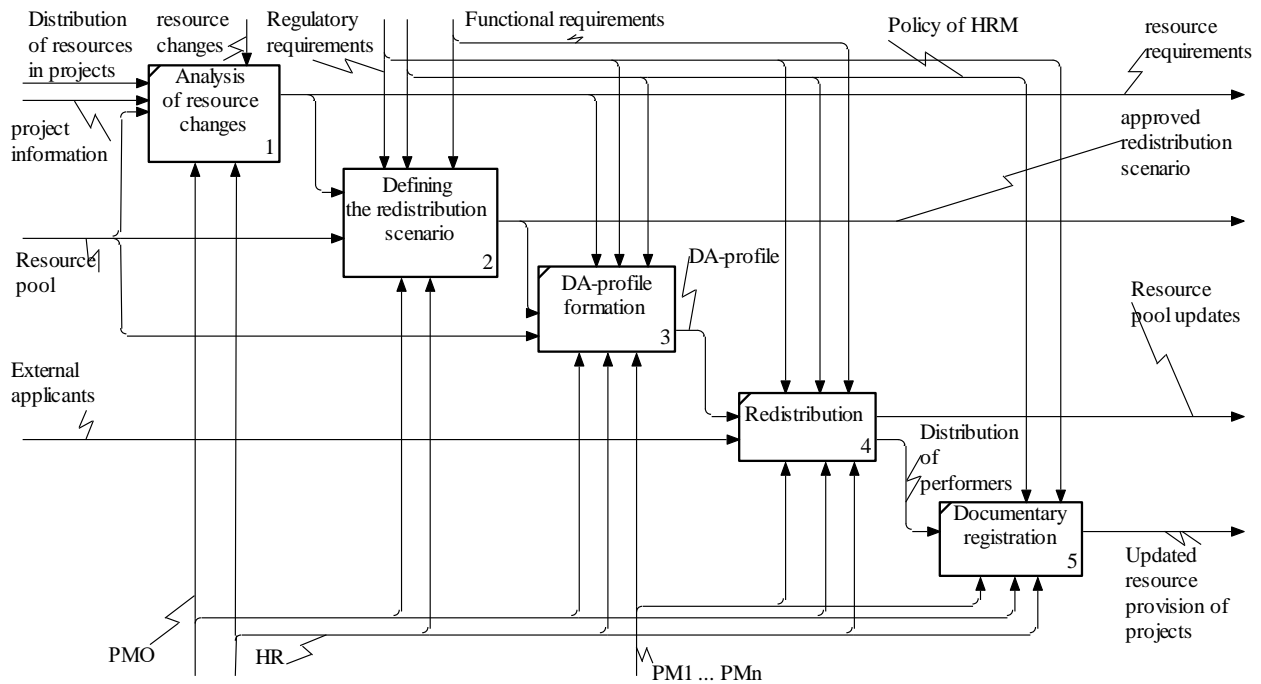 Distribution
of resources
in projects
resource
changes
Regulatory
requirements
Functional requirements
Policy of HRM
resource
requirements
Analysis
of resource
changes
1
project
information
approved
redistribution
scenario
Defining
the redistribution
scenario
2
Resource
pool
DA-profile
DA-profile
formation
3
Resource
pool updates
External
applicants
Redistribution
4
Distribution
of
performers
Documentary
registration
5
Updated
resource
provision of
projects
PMO
HR
PM1 ... PMn